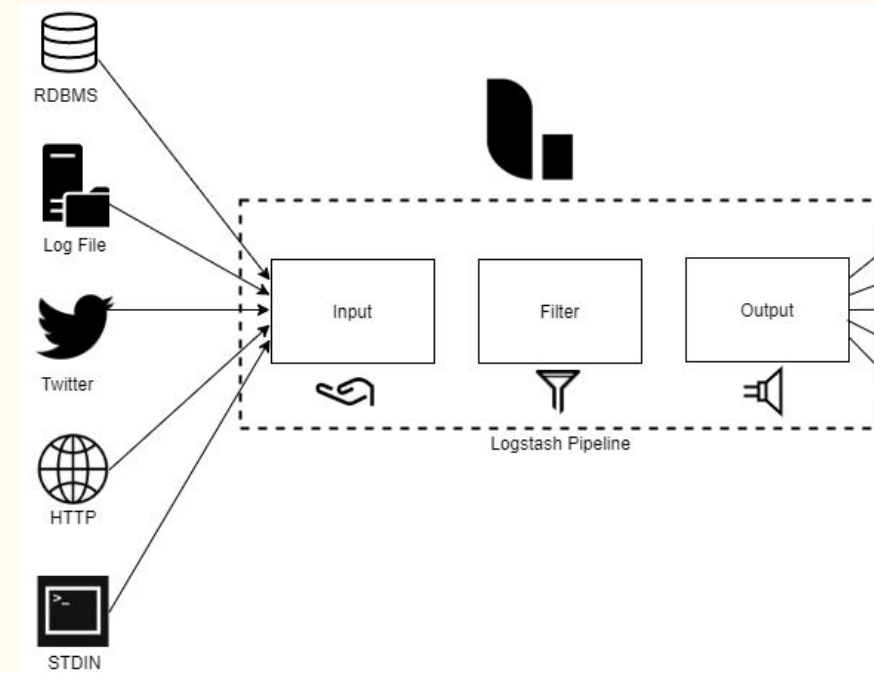 RDBMS
Log File
Twitter
HTTP
>_
STDIN
Input
Filter
Output
Logstash Pipeline